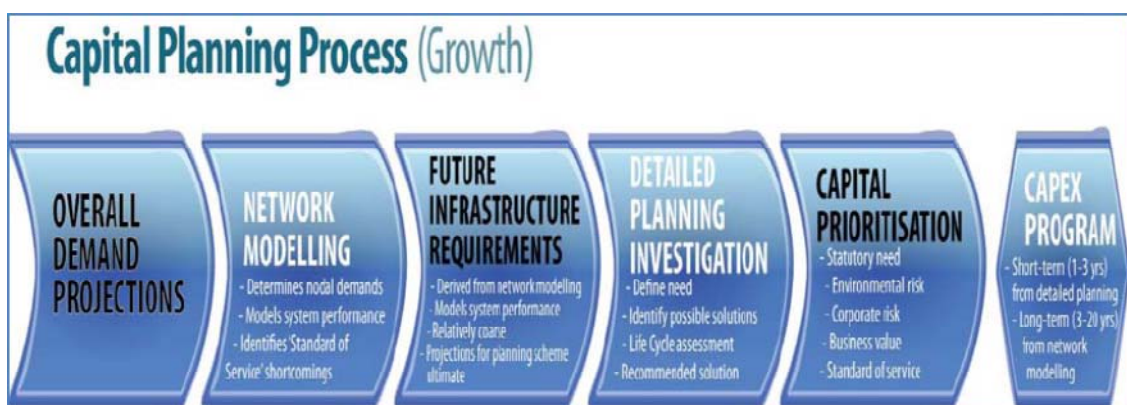 Capital Planning Process (Growth)
OVERALL
DEMAND
PROJECTIONS
NETWORK
MODELLING
- Determines nodal demands
- Models system performance
- Identifies 'Standard of
Service' shortcomings
FUTURE
INFRASTRUCTURE
REQUIREMENTS
- Derived from network modelling
- Models system performance
- Relatively coarse
- Projections for planning scheme
ultimate
DETAILED
PLANNING
INVESTIGATION
- Define need
- Identify possible solutions
- Life Cycle assessment
- Recommended solution
CAPITAL
PRIORITISATION
- Statutory need
- Environmental risk
- Corporate risk
- Business value
- Standard of service
CAPEX
PROGRAM
- Short-term (1-3 yrs)
from detailed planning
- Long-term (3-20 yrs)
from network
modelling